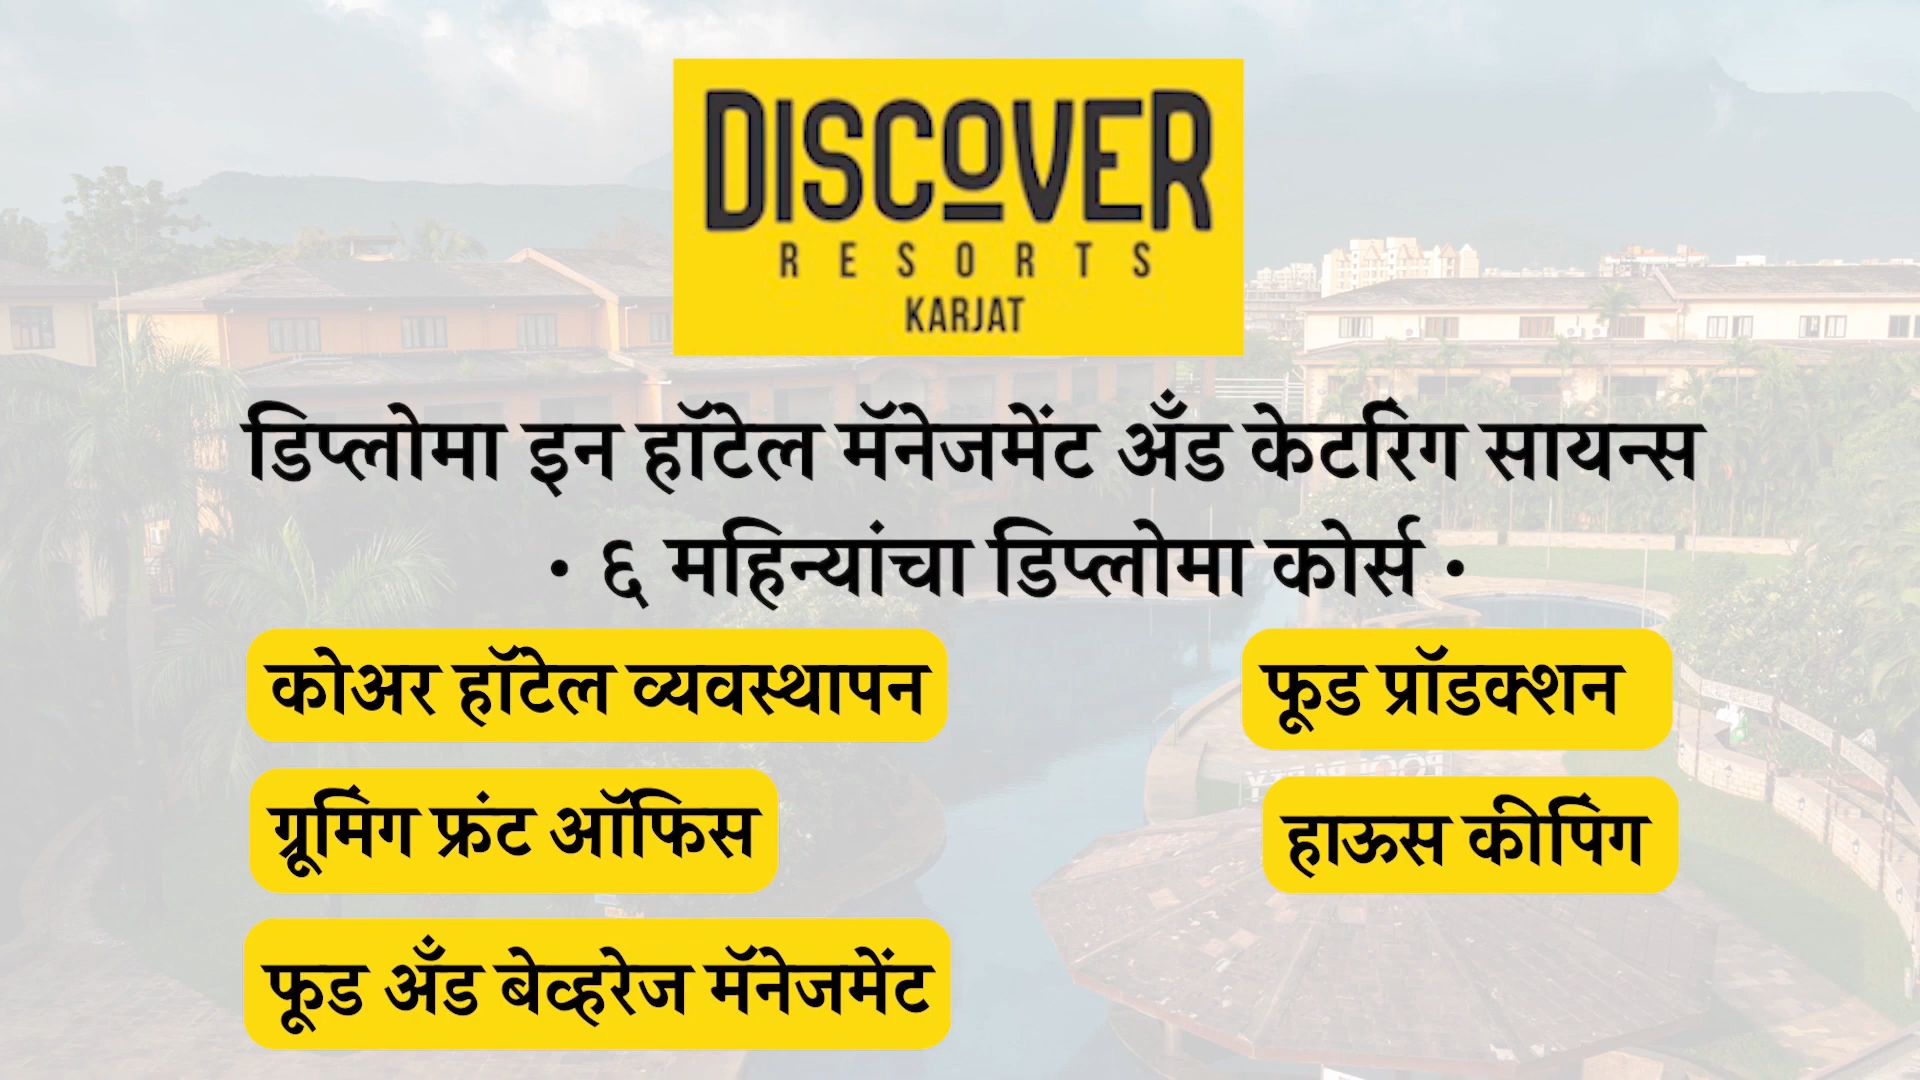 DISCOVER
RESORTS
KARJAT
डिप्लोमा इन हॉटेल मॅनेजमेंट अँड केटरिंग सायन्स
• ६ महिन्यांचा डिप्लोमा कोर्स •
कोअर हॉटेल व्यवस्थापन
फूड प्रॉडक्शन
ग्रूमिंग फ्रंट ऑफिस
हाऊस कीपिंग
फूड अँड बेव्हरेज मॅनेजमेंट